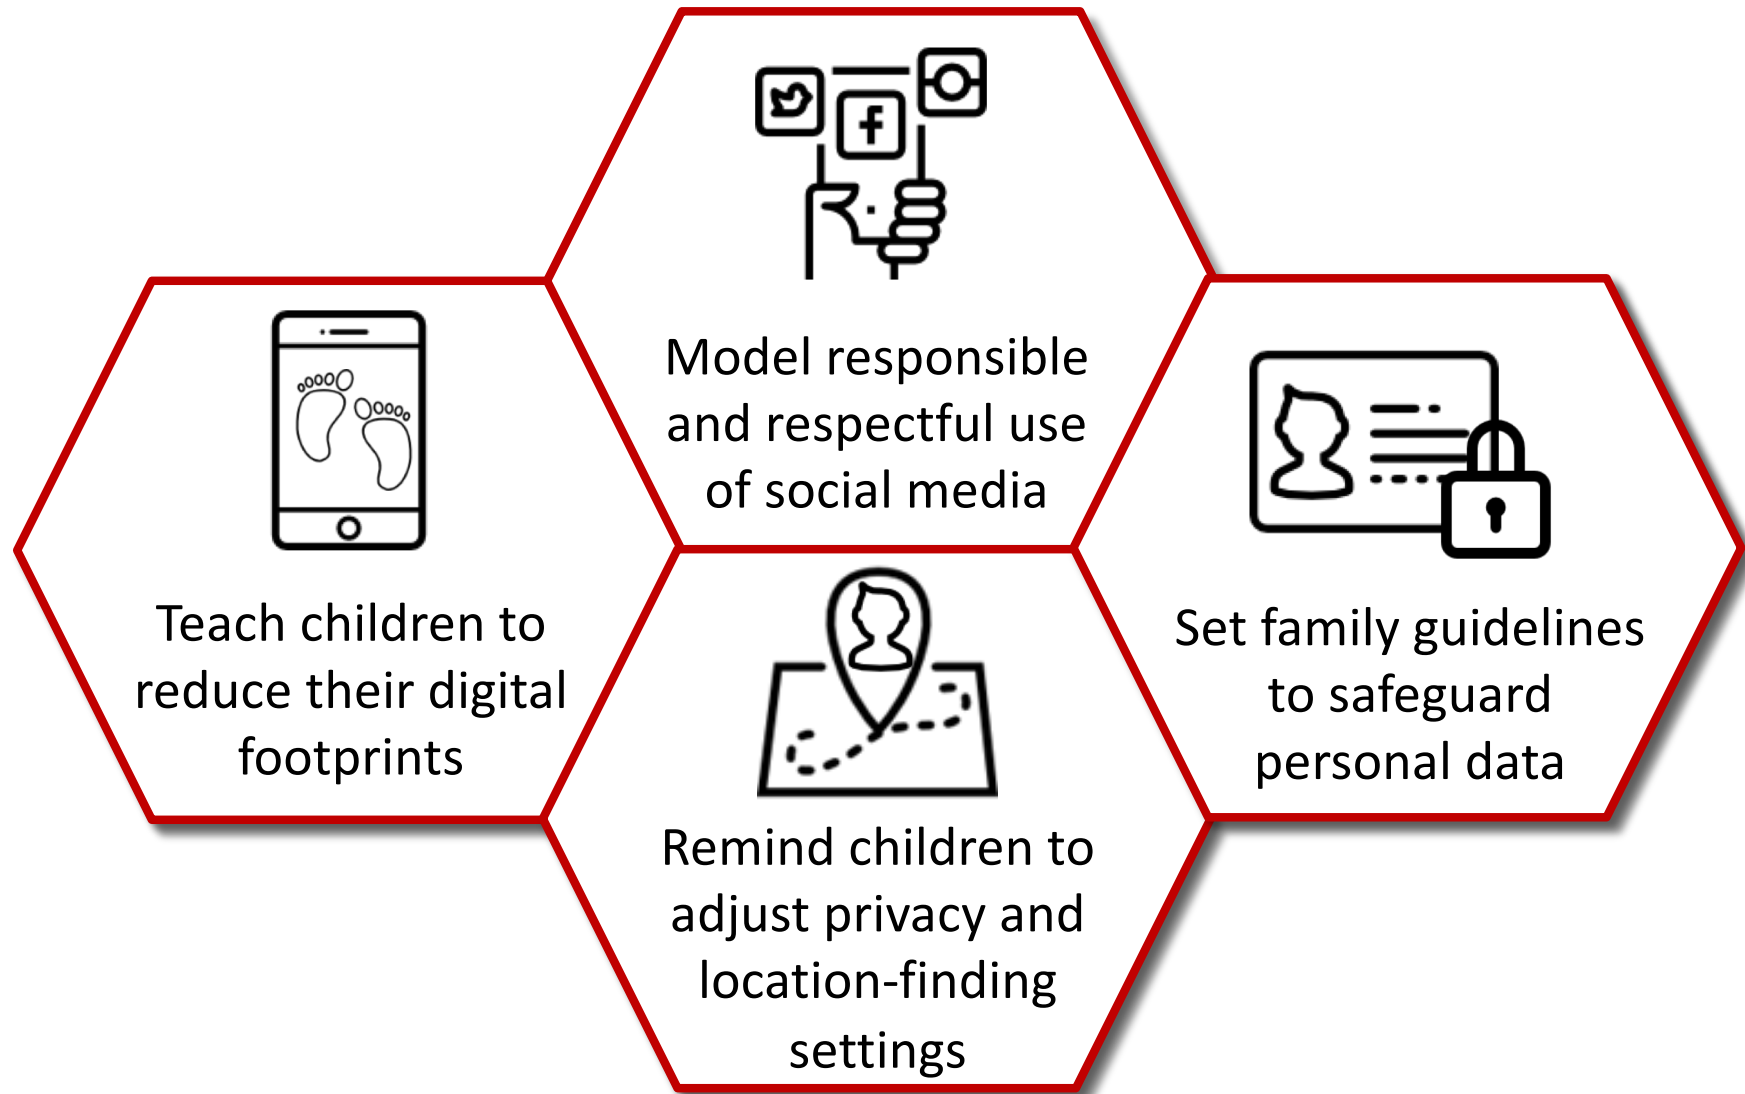 Model responsible
and respectful use
of social media
Teach children to
reduce their digital
footprints
Set family guidelines
to safeguard
personal data
Remind children to
adjust privacy and
location-finding
settings